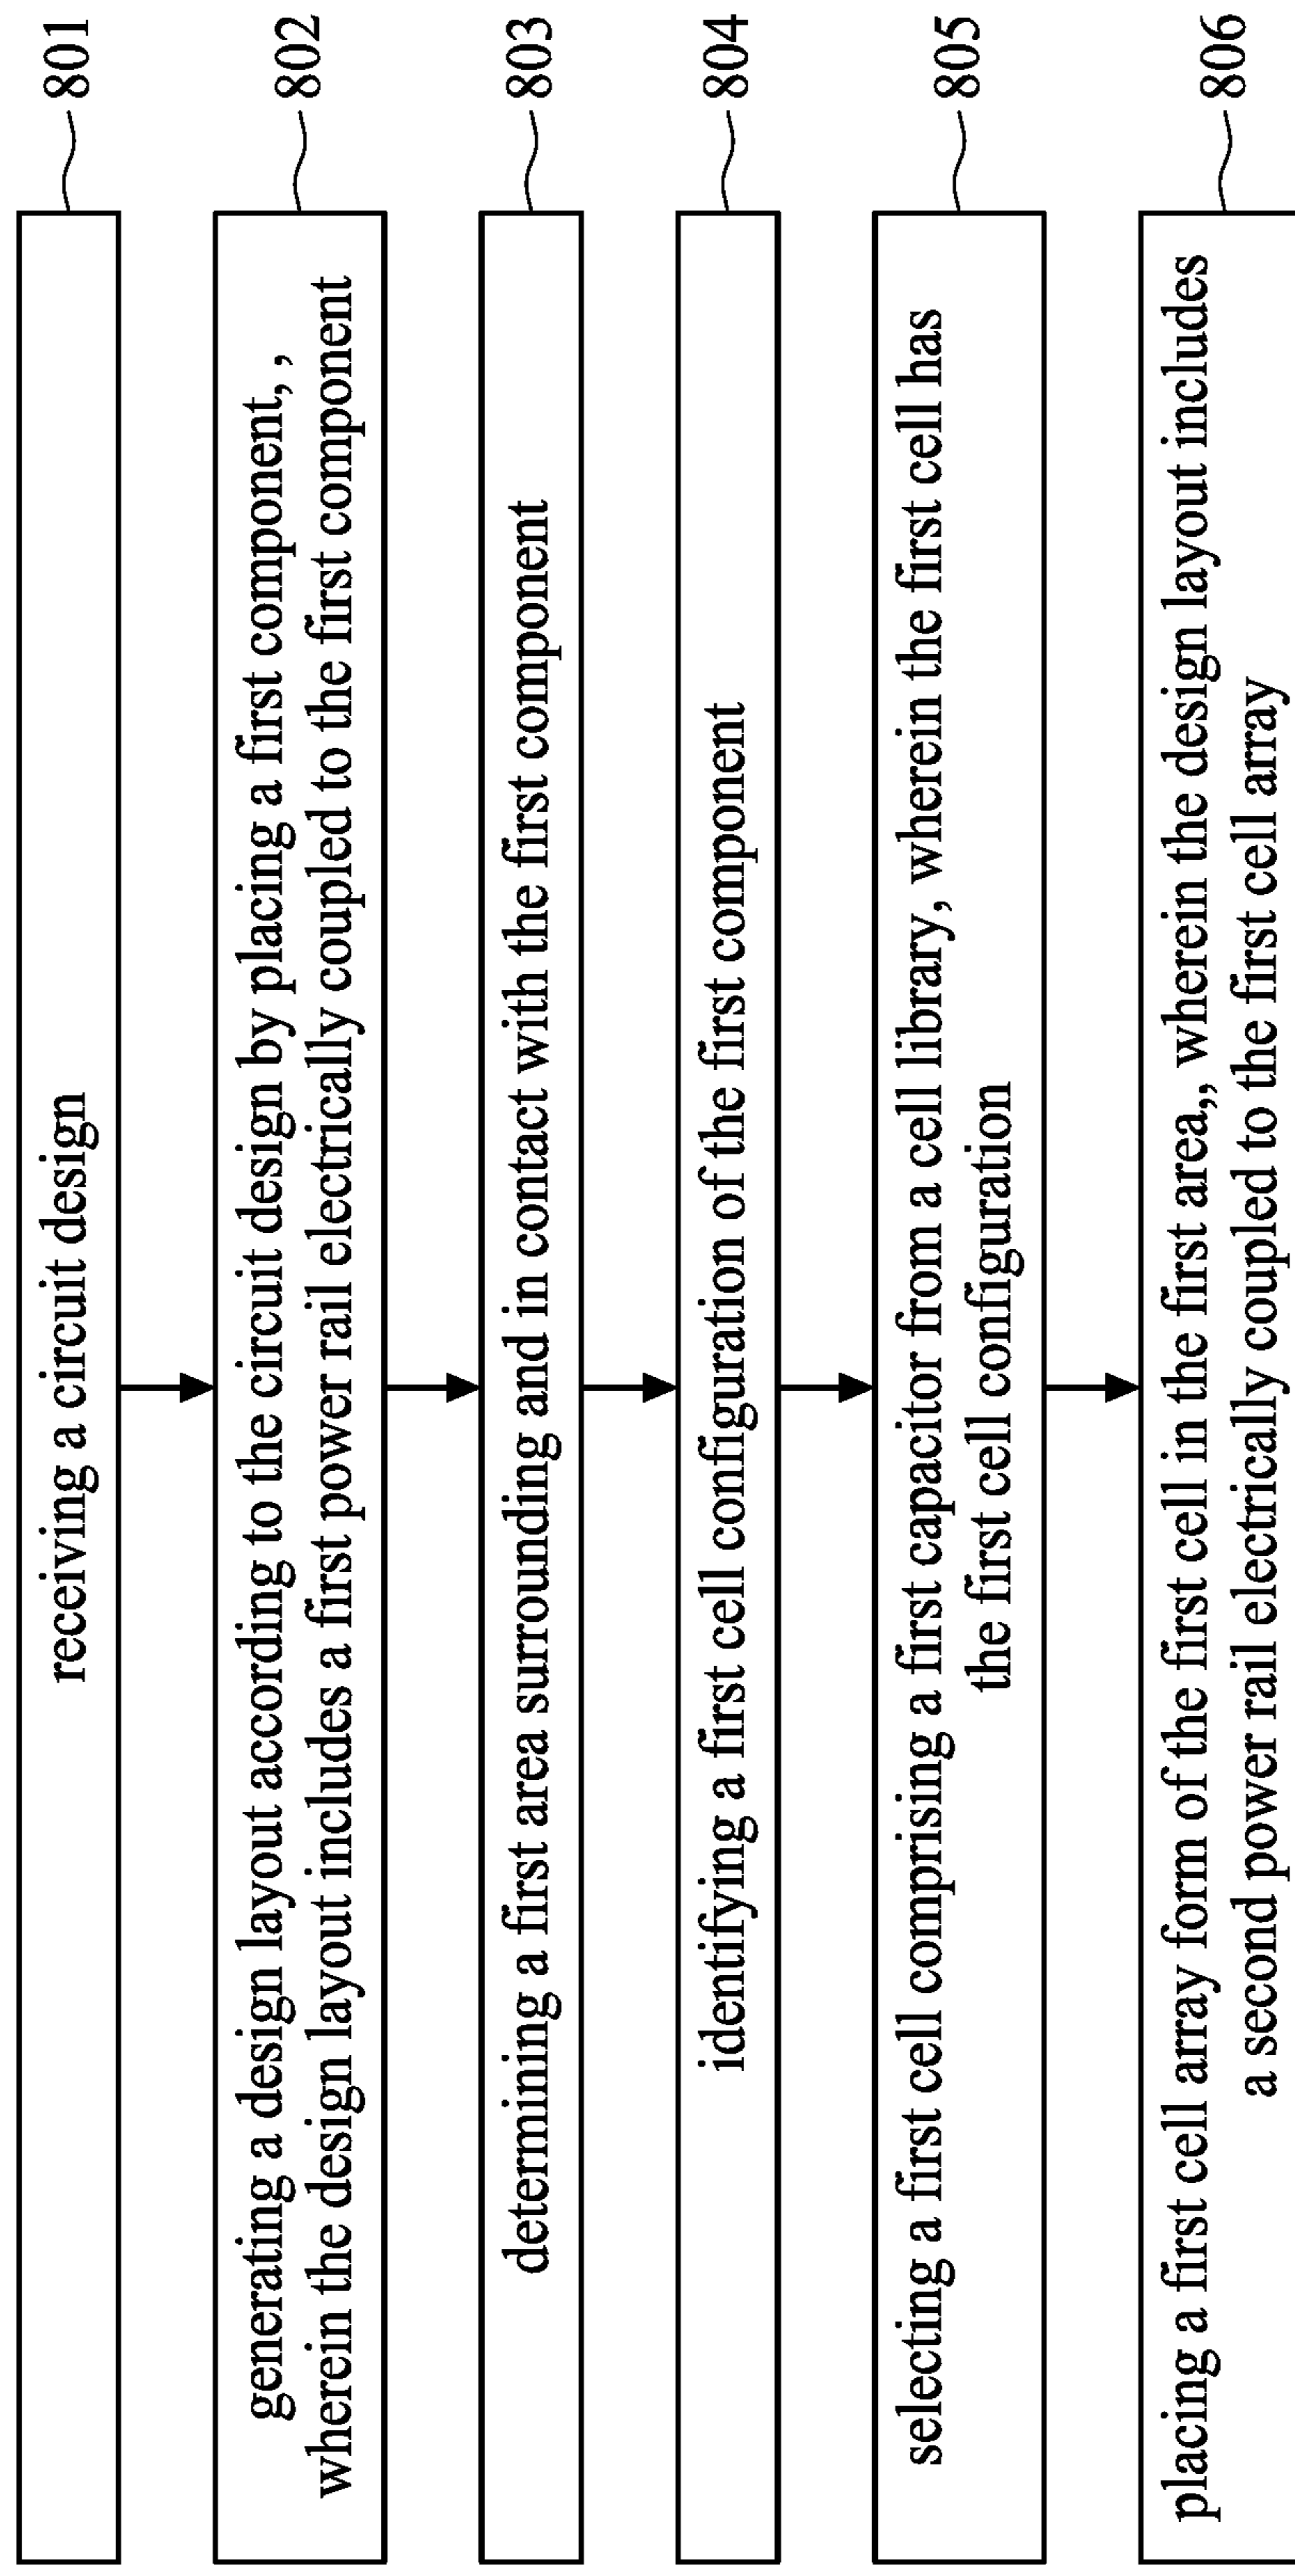 receiving a circuit design
801
generating a design layout according to the circuit design by placing a first component, ,
wherein the design layout includes a first power rail electrically coupled to the first component
802
determining a first area surrounding and in contact with the first component
803
identifying a first cell configuration of the first component
804
selecting a first cell comprising a first capacitor from a cell library, wherein the first cell has
the first cell configuration
805
placing a first cell array form of the first cell in the first area,, wherein the design layout includes
a second power rail electrically coupled to the first cell array
806